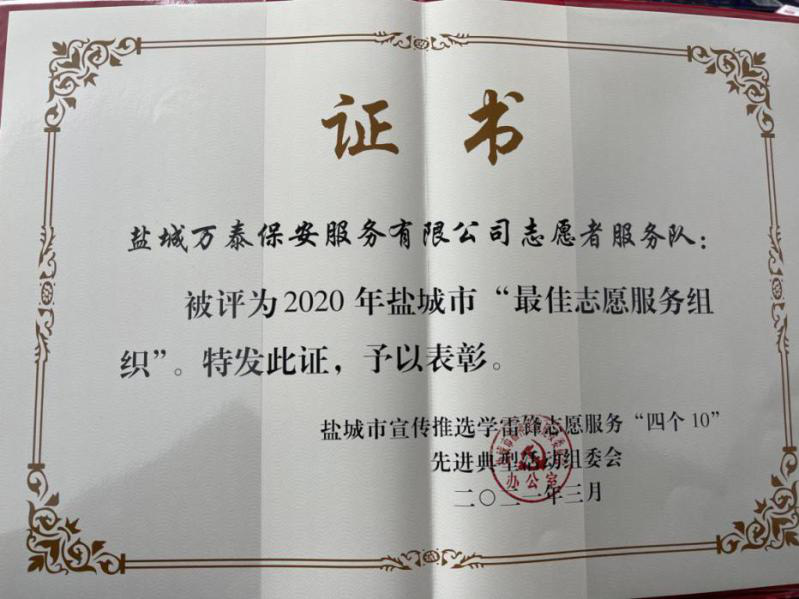 证 书
盐城万泰保安服务有限公司志愿者服务队：
被评为2020年盐城市“最佳志愿服务组
织”。特发此证，予以表彰。
盐城市宣传推选学雷锋志愿服务“四个10”
先进典型活动组委会
二〇二一年三月
办公室